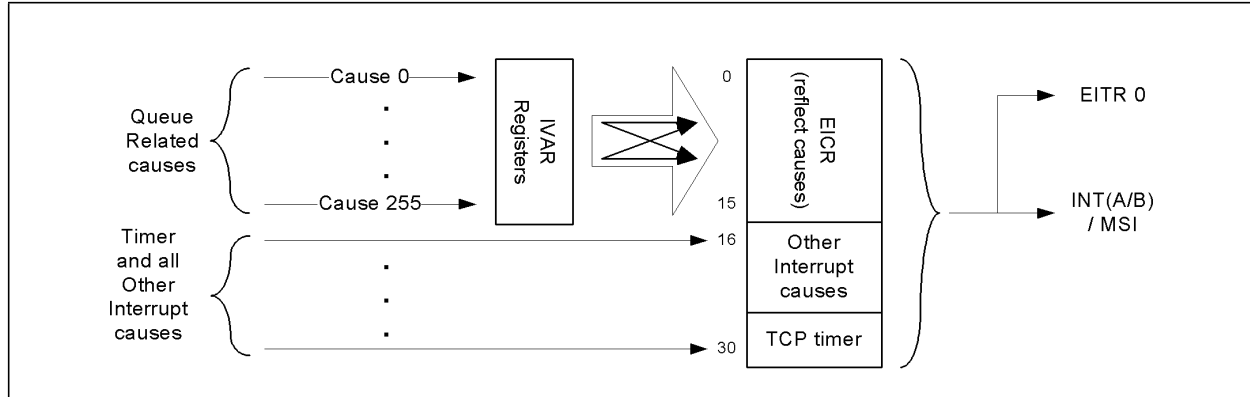 Queue
Related
causes
Cause 0
Cause 255
IVAR
Registers
0
15
16
30
EICR
(reflect causes)
Other
Interrupt
causes
TCP timer
EITR 0
INT(A/B)
/ MSI
Timer
and all
Other
Interrupt
causes